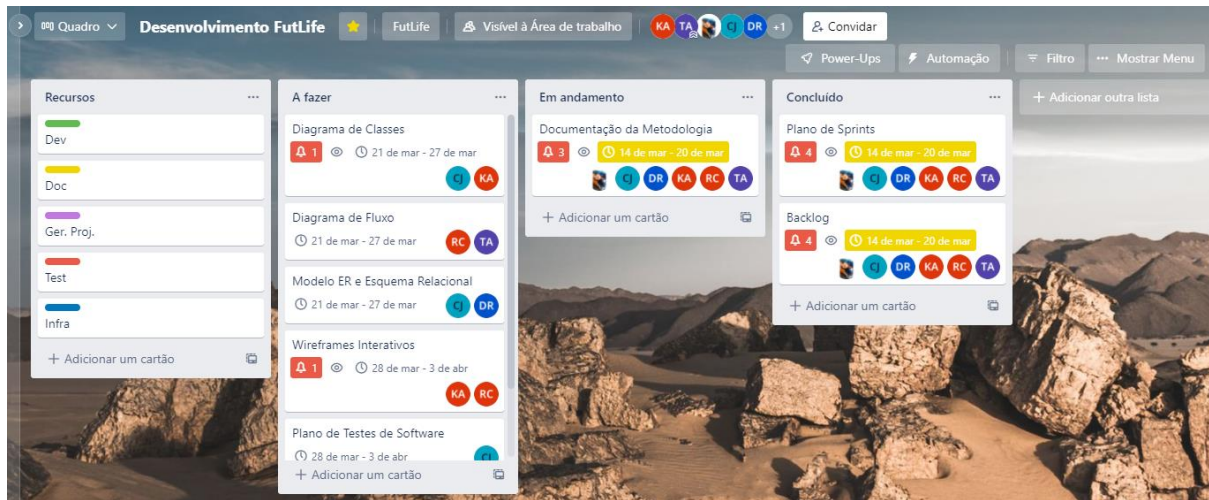 Quadro
Desenvolvimento FutLife
FutLife
Visível à Área de trabalho
KA TA CJ DR +1
Convidar
Power-Ups
Automação
Filtro
Mostrar Menu
Recursos
Dev
Doc
Ger. Proj.
Test
Infra
+ Adicionar um cartão
A fazer
Diagrama de Classes
1 21 de mar - 27 de mar
CJ KA
Diagrama de Fluxo
21 de mar - 27 de mar RC TA
Modelo ER e Esquema Relacional
21 de mar - 27 de mar CJ DR
Wireframes Interativos
1 28 de mar - 3 de abr
KA RC
Plano de Testes de Software
28 de mar - 3 de abr CJ
+ Adicionar um cartão
Em andamento
Documentação da Metodologia
3 14 de mar - 20 de mar
CJ DR KA RC TA
+ Adicionar um cartão
Concluído
Plano de Sprints
4 14 de mar - 20 de mar
CJ DR KA RC TA
Backlog
4 14 de mar - 20 de mar
CJ DR KA RC TA
+ Adicionar um cartão
+ Adicionar outra lista